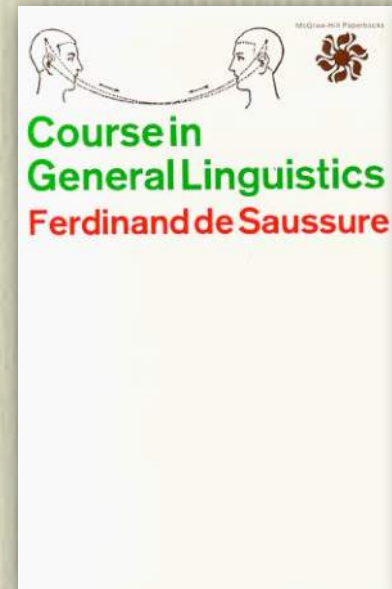 McGraw-Hill Paperbacks
Course in
General Linguistics
Ferdinand de Saussure